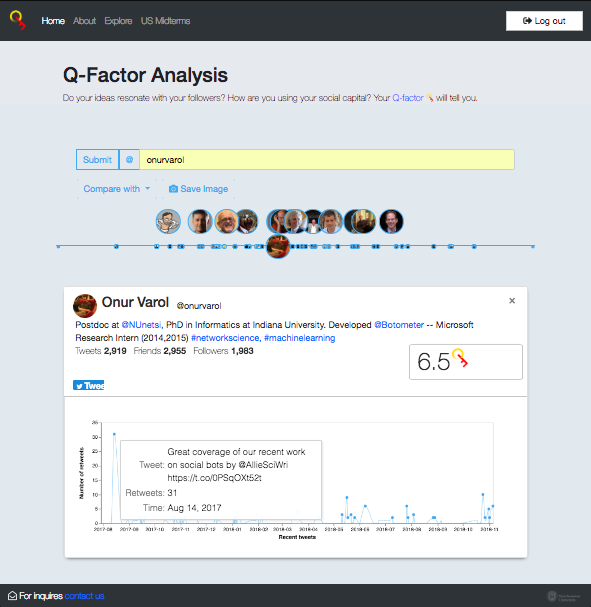 Home About Explore US Midterms Log out
Q-Factor Analysis
Do your ideas resonate with your followers? How are you using your social capital? Your Q-factor will tell you.
Submit @ onurvarol
Compare with Save Image
Onur Varol @onurvarol ×
Postdoc at @NUnetsi, PhD in Informatics at Indiana University. Developed @Botometer -- Microsoft
Research Intern (2014,2015) #networkscience, #machinelearning
Tweets 2,919 Friends 2,955 Followers 1,983
6.5
Twee
Number of retweets
35
30
25
20
15
10
5
0
Great coverage of our recent work
Tweet: on social bots by @AllieSciWri
https://t.co/0PSqOXt52t
Retweets: 31
Time: Aug 14, 2017
2017-08 2017-09 2017-10 2017-11 2017-12 2018-01 2018-02 2018-03 2018-04 2018-05 2018-06 2018-07 2018-08 2018-09 2018-10 2018-11
Recent tweets
For inquires contact us